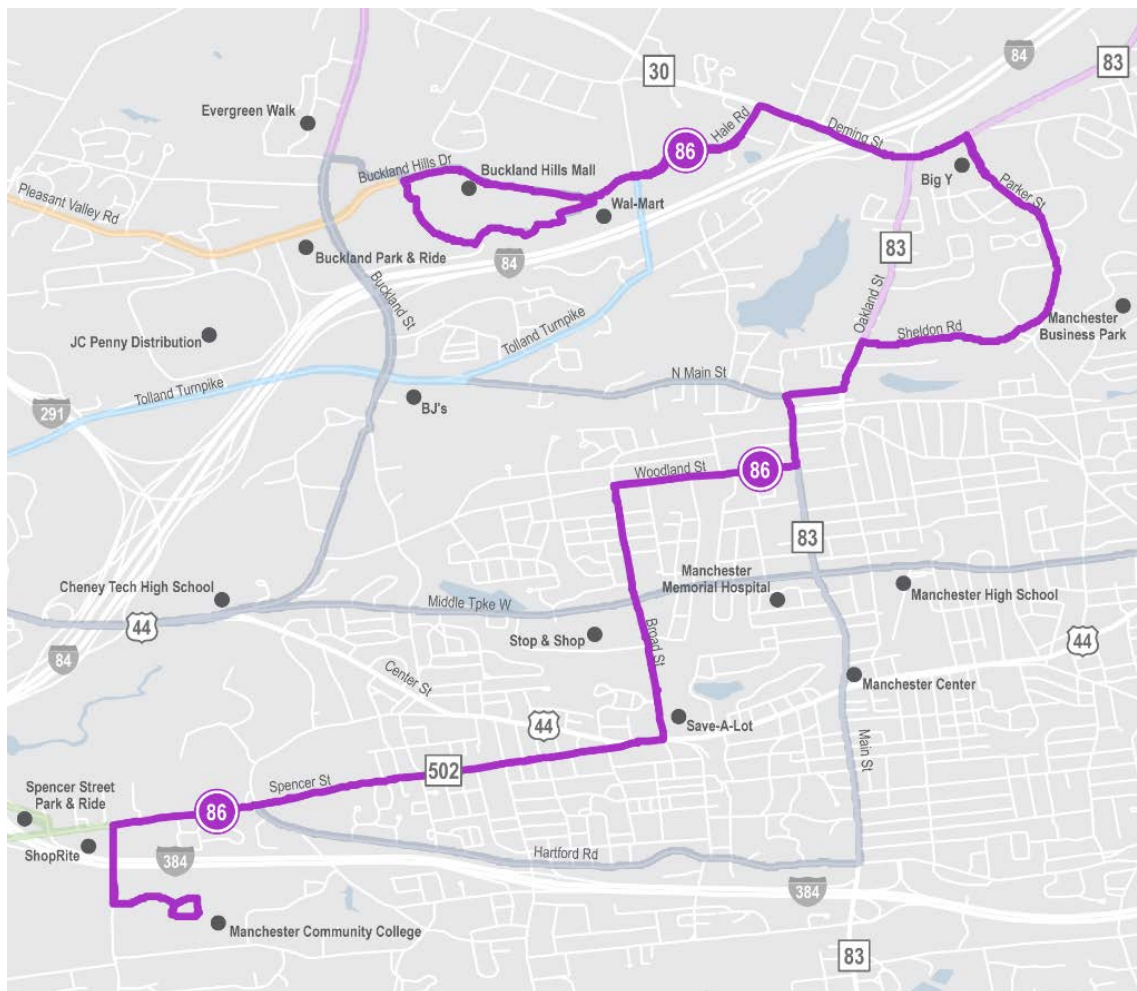 30
84
83
Evergreen Walk
Hale Rd
Deming St
86
Buckland Hills Dr
Buckland Hills Mall
Big Y
Parker St
Pleasant Valley Rd
Wal-Mart
Buckland Park & Ride
84
83
Buckland St
Oakland St
Manchester
Business Park
JC Penny Distribution
Tolland Turnpike
Sheldon Rd
N Main St
Tolland Turnpike
291
BJ's
Woodland St
86
83
Cheney Tech High School
Manchester
Memorial Hospital
Manchester High School
Middle Tpke W
44
Stop & Shop
Broad St
44
84
Center St
Manchester Center
Save-A-Lot
44
Main St
502
Spencer St
Spencer Street
Park & Ride
86
ShopRite
384
Hartford Rd
384
Manchester Community College
83